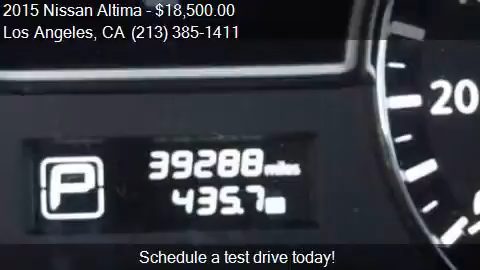 2015 Nissan Altima - $18,500.00
Los Angeles, CA (213) 385-1411
20
P
39288 miles
435.7
Schedule a test drive today!